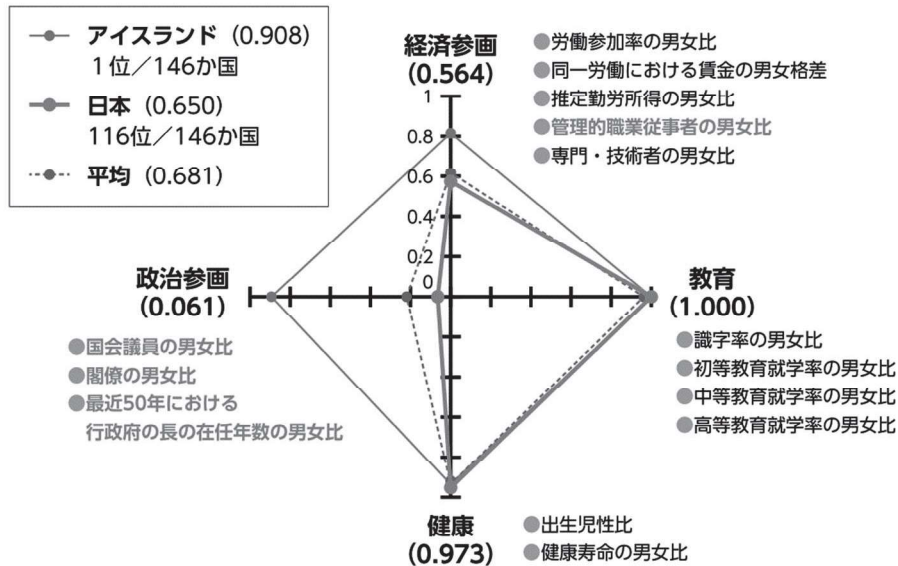 アイスランド（0.908）
1位／146か国
日本（0.650）
116位／146か国
平均（0.681）
経済参画
(0.564)
●労働参加率の男女比
●同一労働における賃金の男女格差
●推定勤労所得の男女比
●管理的職業従事者の男女比
●専門・技術者の男女比
1
0.8
0.6
0.4
0.2
0
政治参画
(0.061)
●国会議員の男女比
●閣僚の男女比
●最近50年における
行政府の長の在任年数の男女比
教育
(1.000)
●識字率の男女比
●初等教育就学率の男女比
●中等教育就学率の男女比
●高等教育就学率の男女比
健康
(0.973)
●出生児性比
●健康寿命の男女比